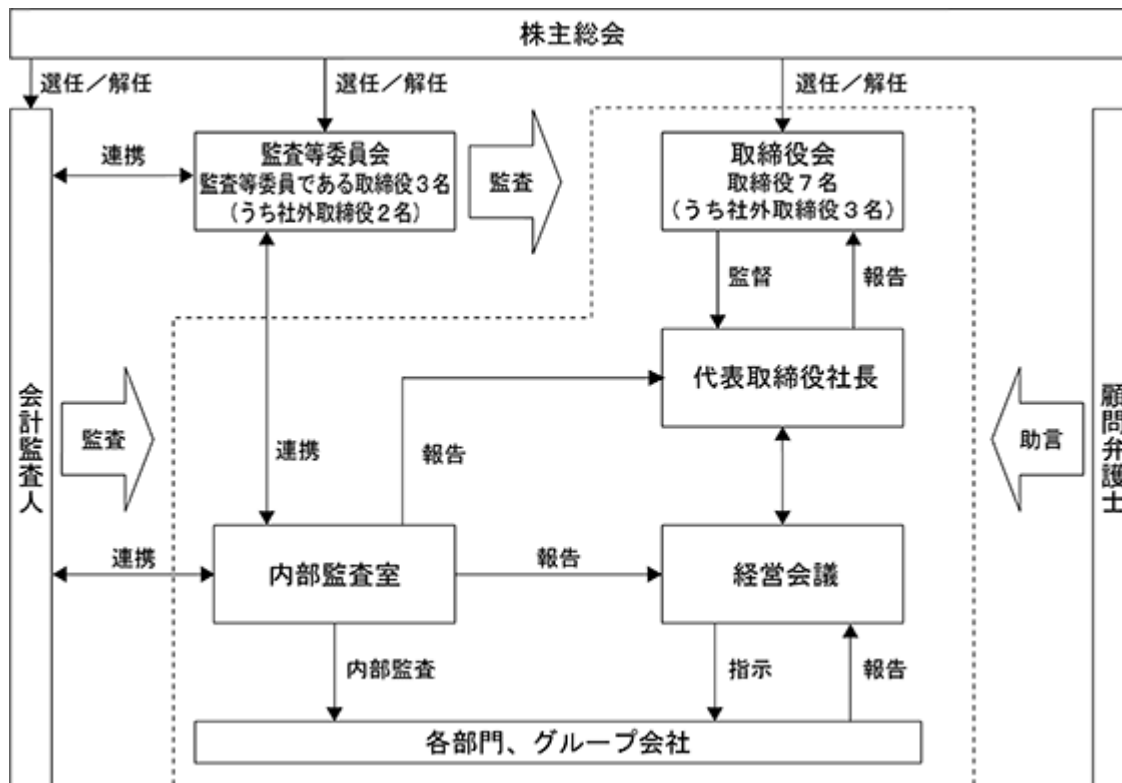 株主総会
選任／解任
選任／解任
選任／解任
連携
監査等委員会
監査等委員である取締役３名
（うち社外取締役２名）
監査
取締役会
取締役７名
（うち社外取締役３名）
監督
報告
代表取締役社長
会計監査人
監査
連携
報告
助言
顧問弁護士
連携
内部監査室
報告
経営会議
内部監査
指示
報告
各部門、グループ会社